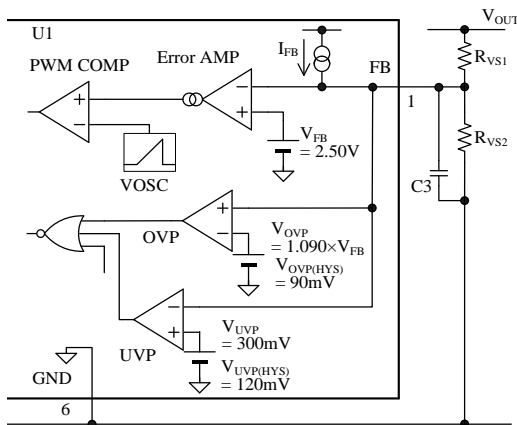 U1
V_OUT
I_FB
R_VS1
Error AMP
PWM COMP
FB
+
−
−
+
1
R_VS2
V_FB
= 2.50V
C3
VOSC
+
−
OVP
V_OVP
= 1.090×V_FB
V_OVP(HYS)
= 90mV
−
+
UVP
V_UVP
= 300mV
V_UVP(HYS)
= 120mV
GND
6